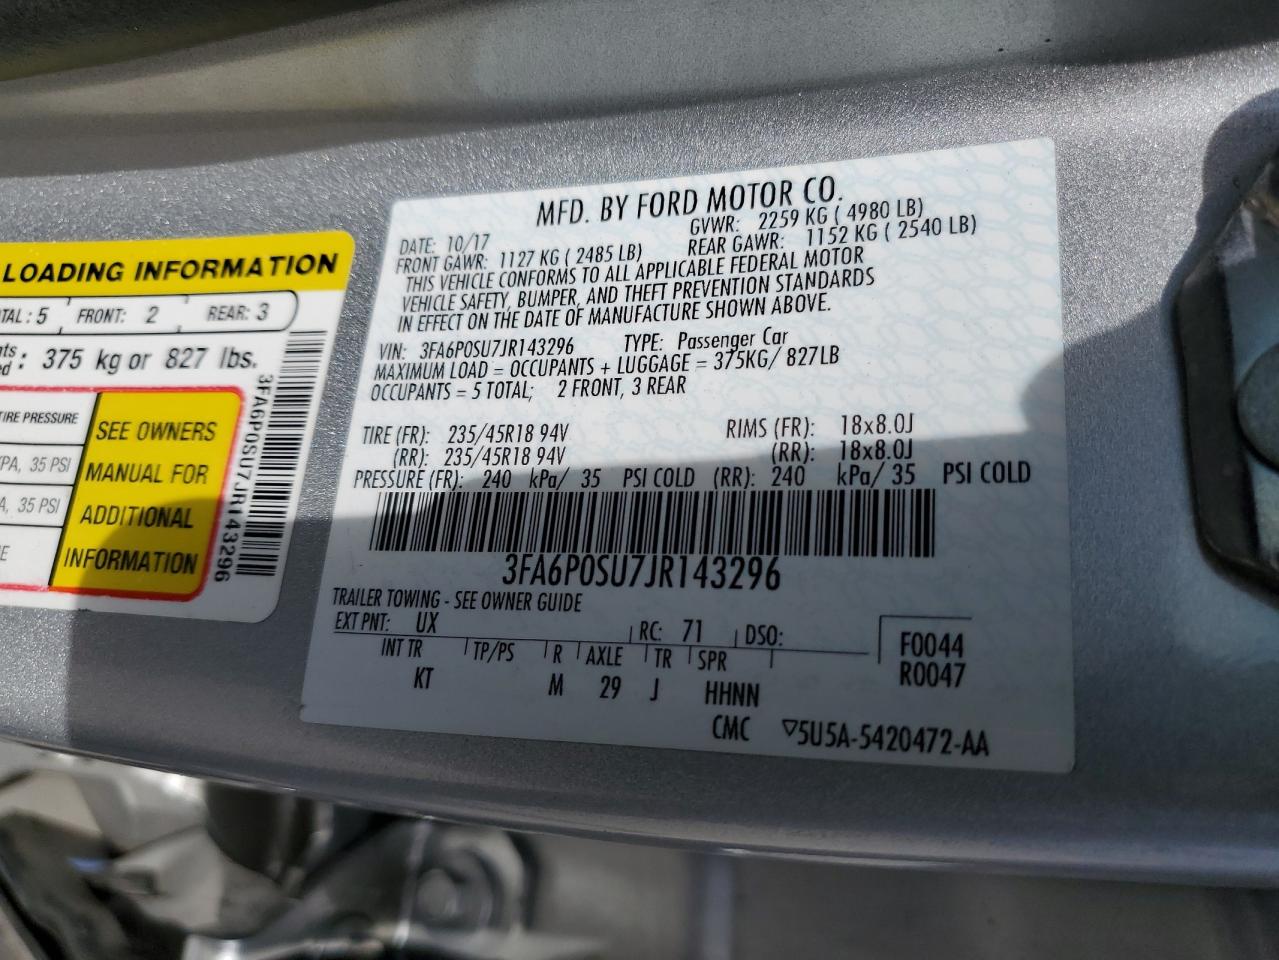 LOADING INFORMATION
TAL: 5 FRONT: 2 REAR: 3
: 375 kg or 827 lbs.
TIRE PRESSURE
PA, 35 PSI
A, 35 PSI
SEE OWNERS
MANUAL FOR
ADDITIONAL
INFORMATION
3FA6P0SU7JR143296
MFD. BY FORD MOTOR CO.
DATE: 10/17 GVWR: 2259 KG ( 4980 LB)
FRONT GAWR: 1127 KG ( 2485 LB) REAR GAWR: 1152 KG ( 2540 LB)
THIS VEHICLE CONFORMS TO ALL APPLICABLE FEDERAL MOTOR
VEHICLE SAFETY, BUMPER, AND THEFT PREVENTION STANDARDS
IN EFFECT ON THE DATE OF MANUFACTURE SHOWN ABOVE.
VIN: 3FA6P0SU7JR143296 TYPE: Passenger Car
MAXIMUM LOAD = OCCUPANTS + LUGGAGE = 375KG/ 827LB
OCCUPANTS = 5 TOTAL; 2 FRONT, 3 REAR
TIRE (FR): 235/45R18 94V RIMS (FR): 18x8.0J
(RR): 235/45R18 94V (RR): 18x8.0J
PRESSURE (FR): 240 kPa/ 35 PSI COLD (RR): 240 kPa/ 35 PSI COLD
3FA6P0SU7JR143296
TRAILER TOWING - SEE OWNER GUIDE
EXT PNT: UX RC: 71 DSO:
INT TR TP/PS R AXLE TR SPR F0044
KT M 29 J HHNN R0047
CMC ▽5U5A-5420472-AA